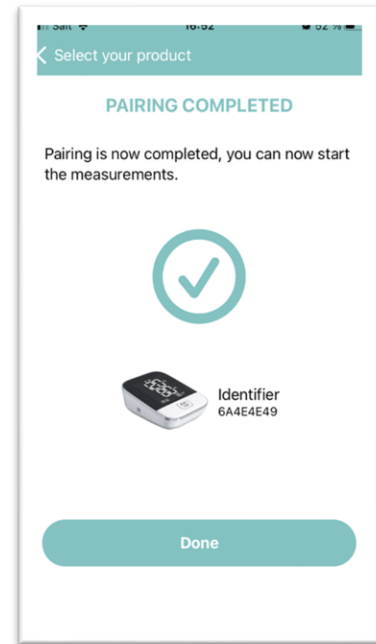 Salt 16:52 52 %
Select your product
PAIRING COMPLETED
Pairing is now completed, you can now start
the measurements.
Identifier
6A4E4E49
Done